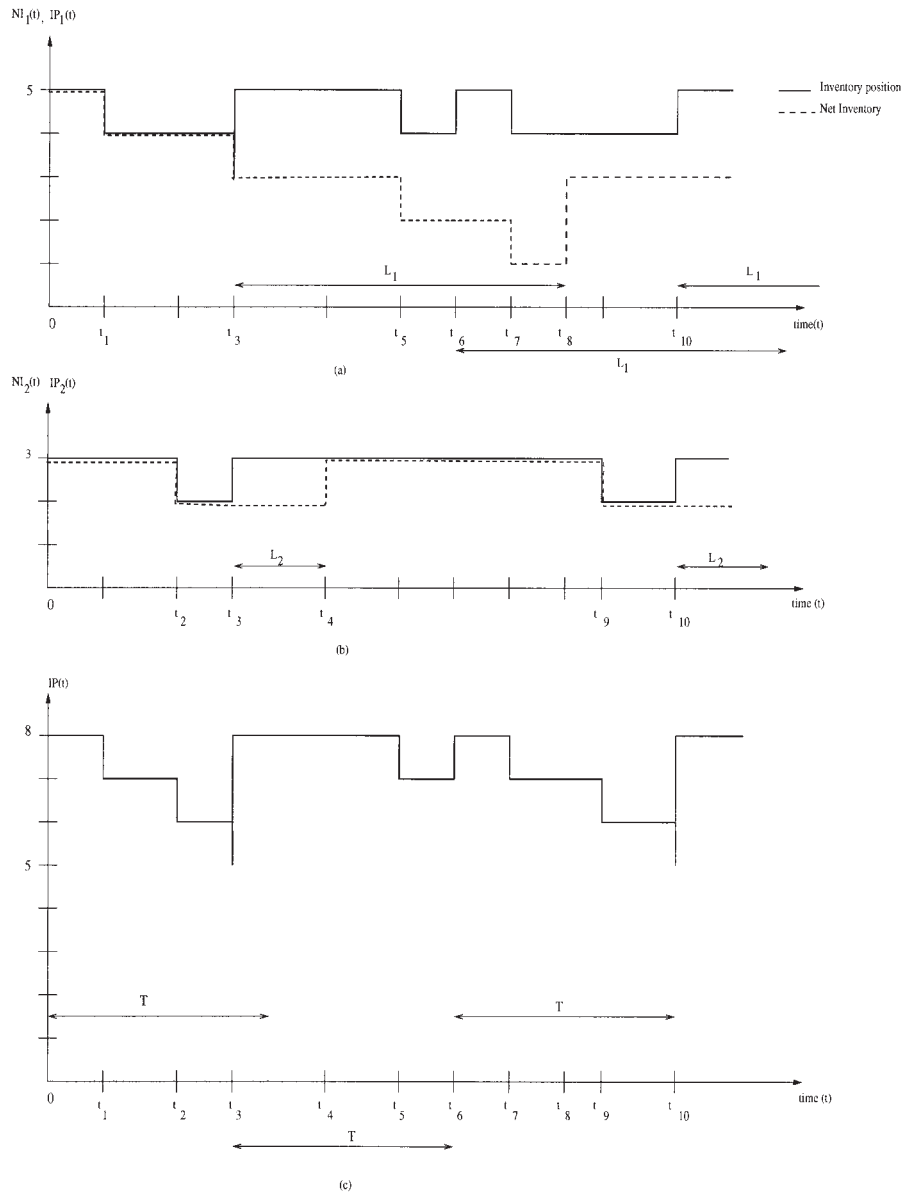 NI1(t), IP1(t)
5
Inventory position
Net Inventory
L1
L1
0
t1
t3
t5
t6
t7
t8
t10
time(t)
L1
(a)
NI2(t) IP2(t)
3
L2
L2
0
t2
t3
t4
t9
t10
time (t)
(b)
IP(t)
8
5
T
T
0
t1
t2
t3
t4
t5
t6
t7
t8
t9
t10
time (t)
T
(c)